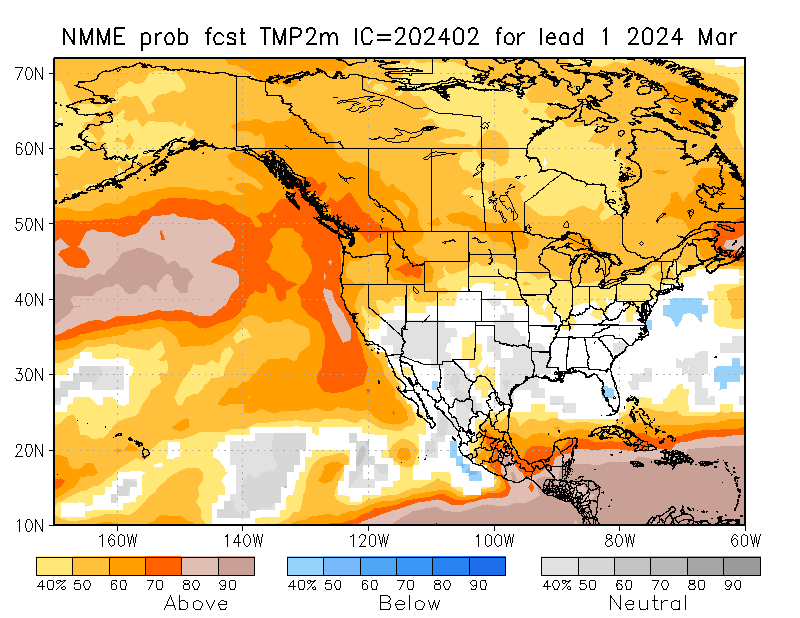 NMME prob fcst TMP2m IC=202402 for lead 1 2024 Mar
70N
60N
50N
40N
30N
20N
10N
160W 140W 120W 100W 80W 60W
40% 50 60 70 80 90 40% 50 60 70 80 90 40% 50 60 70 80 90
Above Below Neutral